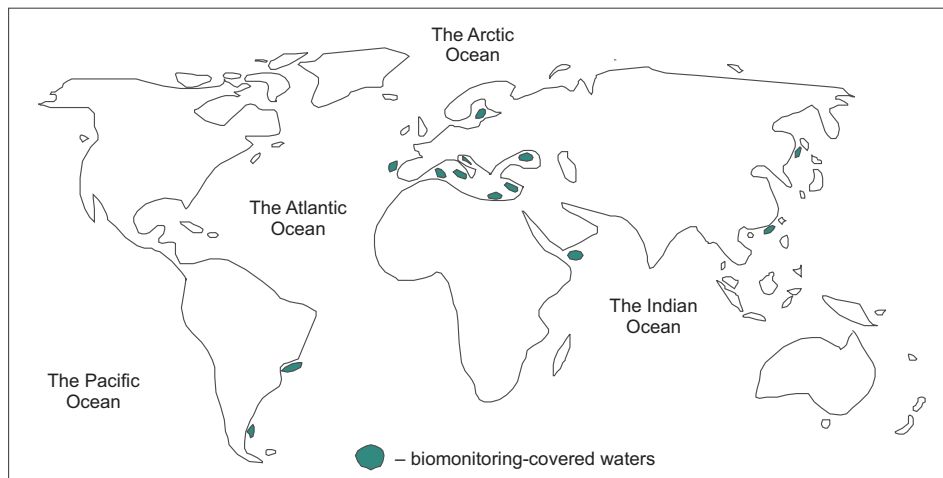 The Arctic
Ocean
The Atlantic
Ocean
The Indian
Ocean
The Pacific
Ocean
– biomonitoring-covered waters